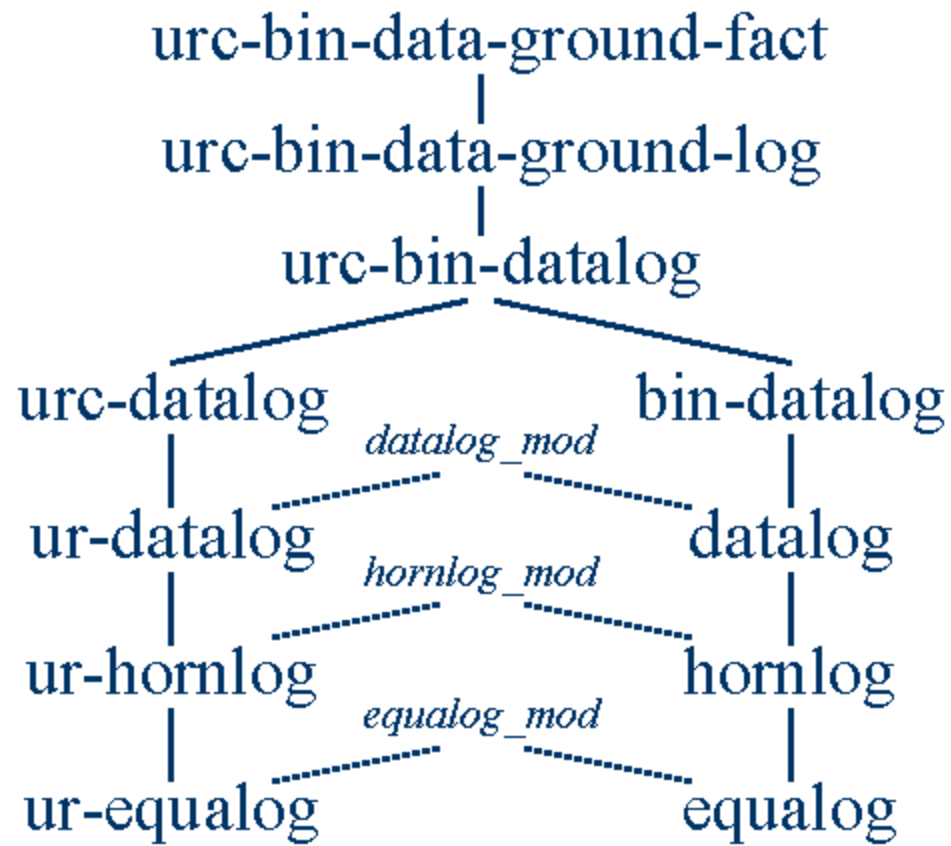 urc-bin-data-ground-fact
urc-bin-data-ground-log
urc-bin-datalog
urc-datalog
bin-datalog
datalog_mod
ur-datalog
datalog
hornlog_mod
ur-hornlog
hornlog
equalog_mod
ur-equalog
equalog